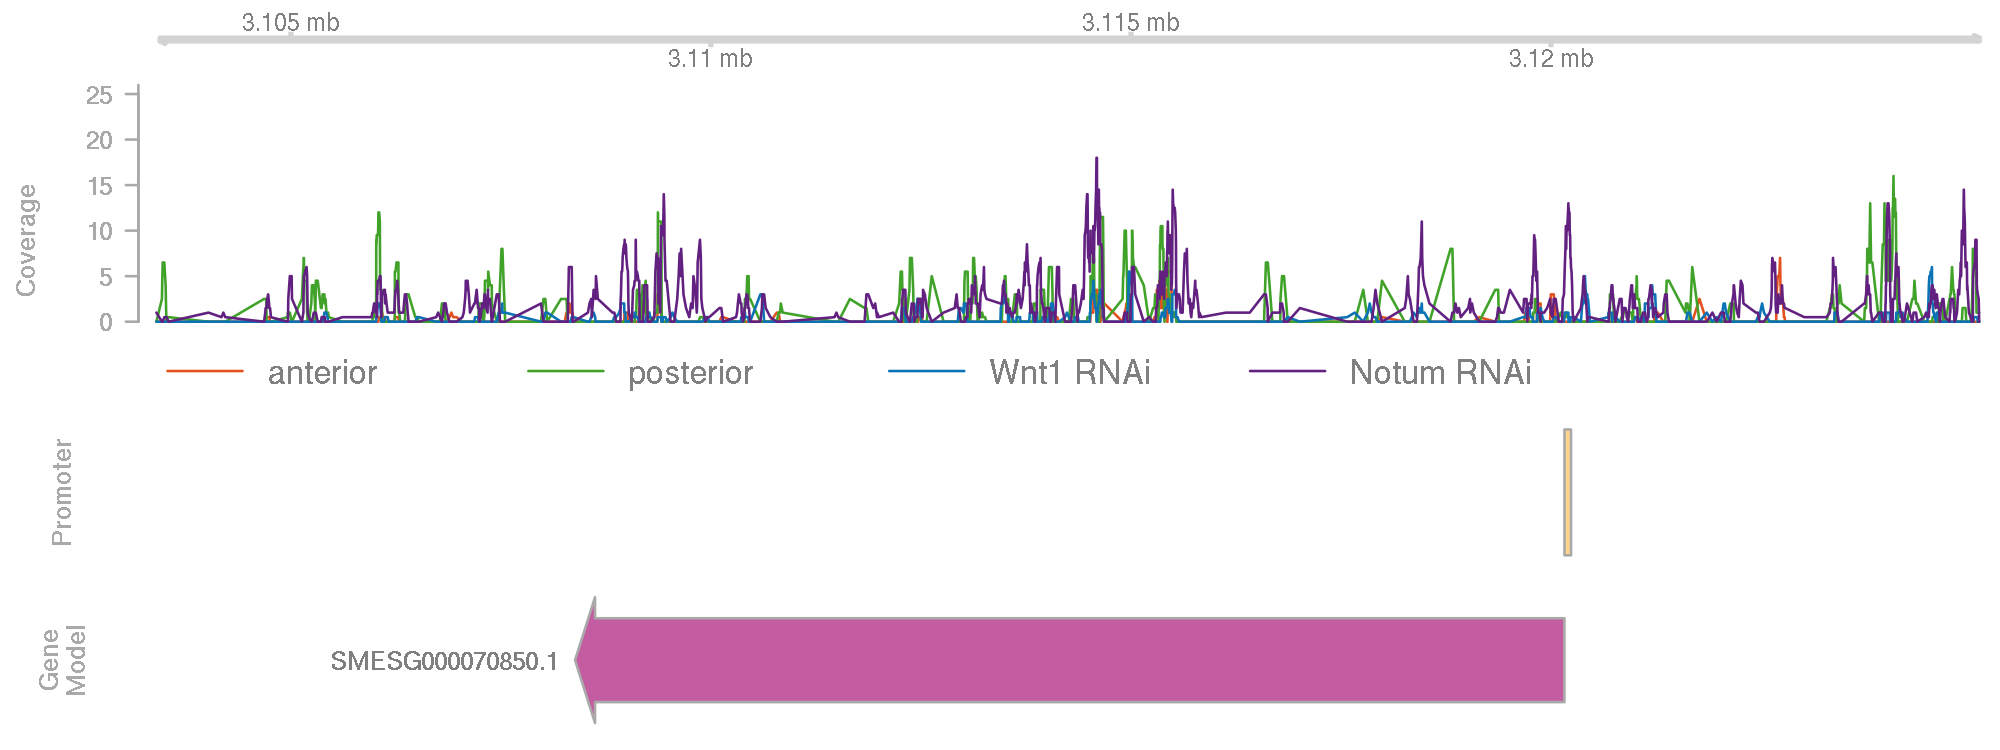 3.105 mb
3.115 mb
3.11 mb
3.12 mb
Coverage
25
20
15
10
5
0
anterior
posterior
Wnt1 RNAi
Notum RNAi
Promoter
Gene
Model
SMESG000070850.1